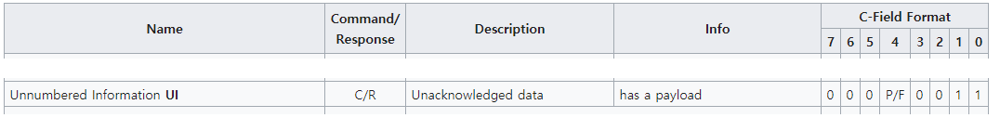 Name Command/ Response Description Info C-Field Format
7 6 5 4 3 2 1 0
Unnumbered Information UI C/R Unacknowledged data has a payload 0 0 0 P/F 0 0 1 1